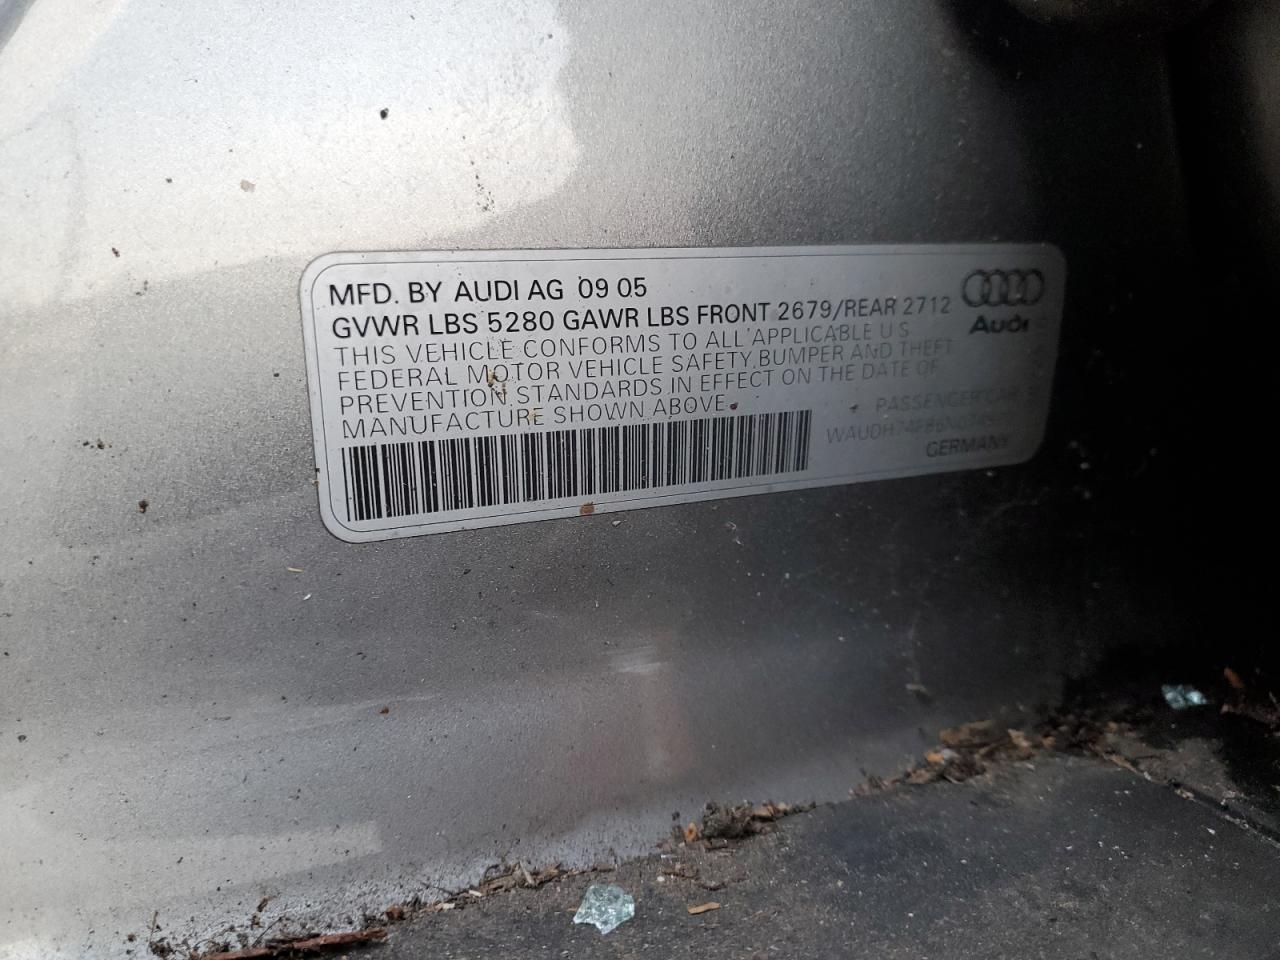 MFD. BY AUDI AG 09 05
GVWR LBS 5280 GAWR LBS FRONT 2679/REAR 2712
Audi
THIS VEHICLE CONFORMS TO ALL APPLICABLE U S
FEDERAL MOTOR VEHICLE SAFETY, BUMPER AND THEFT
PREVENTION STANDARDS IN EFFECT ON THE DATE OF
MANUFACTURE SHOWN ABOVE.
PASSENGER CAR
GERMANY